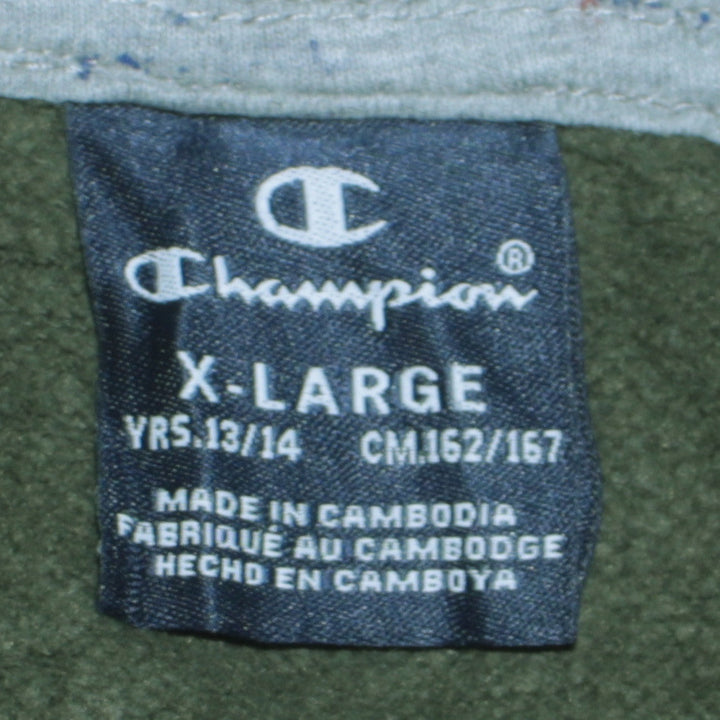 Champion®
X-LARGE
YRS.13/14 CM.162/167
MADE IN CAMBODIA
FABRIQUÉ AU CAMBODGE
HECHO EN CAMBOYA